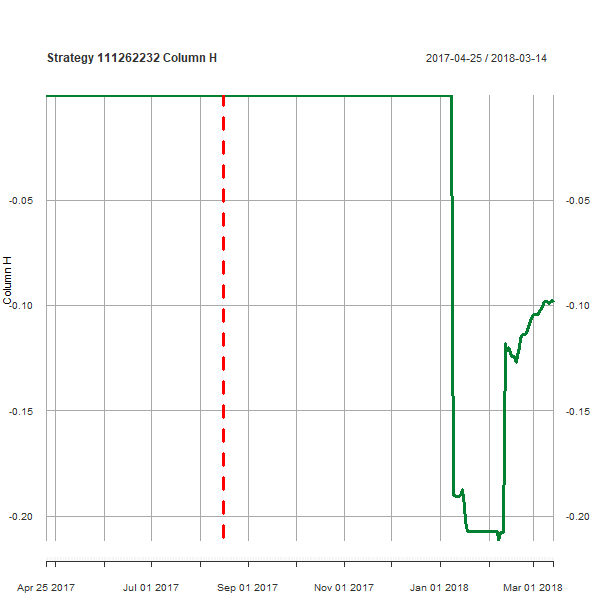 Strategy 111262232 Column H
2017-04-25 / 2018-03-14
Column H
-0.05 -0.05
-0.10 -0.10
-0.15 -0.15
-0.20 -0.20
Apr 25 2017 Jul 01 2017 Sep 01 2017 Nov 01 2017 Jan 01 2018 Mar 01 2018